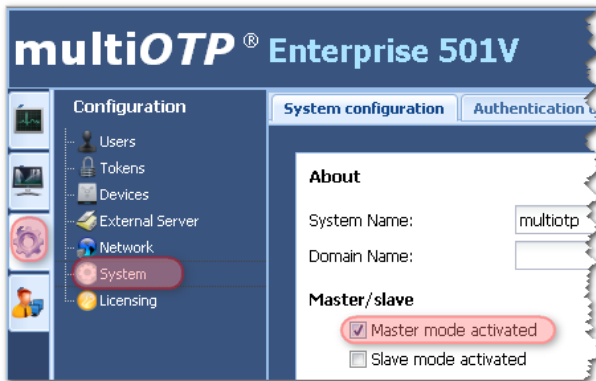 multiOTP ® Enterprise 501V
Configuration
Users
Tokens
Devices
External Server
Network
System
Licensing
System configuration
Authentication
About
System Name: multiotp
Domain Name:
Master/slave
Master mode activated
Slave mode activated